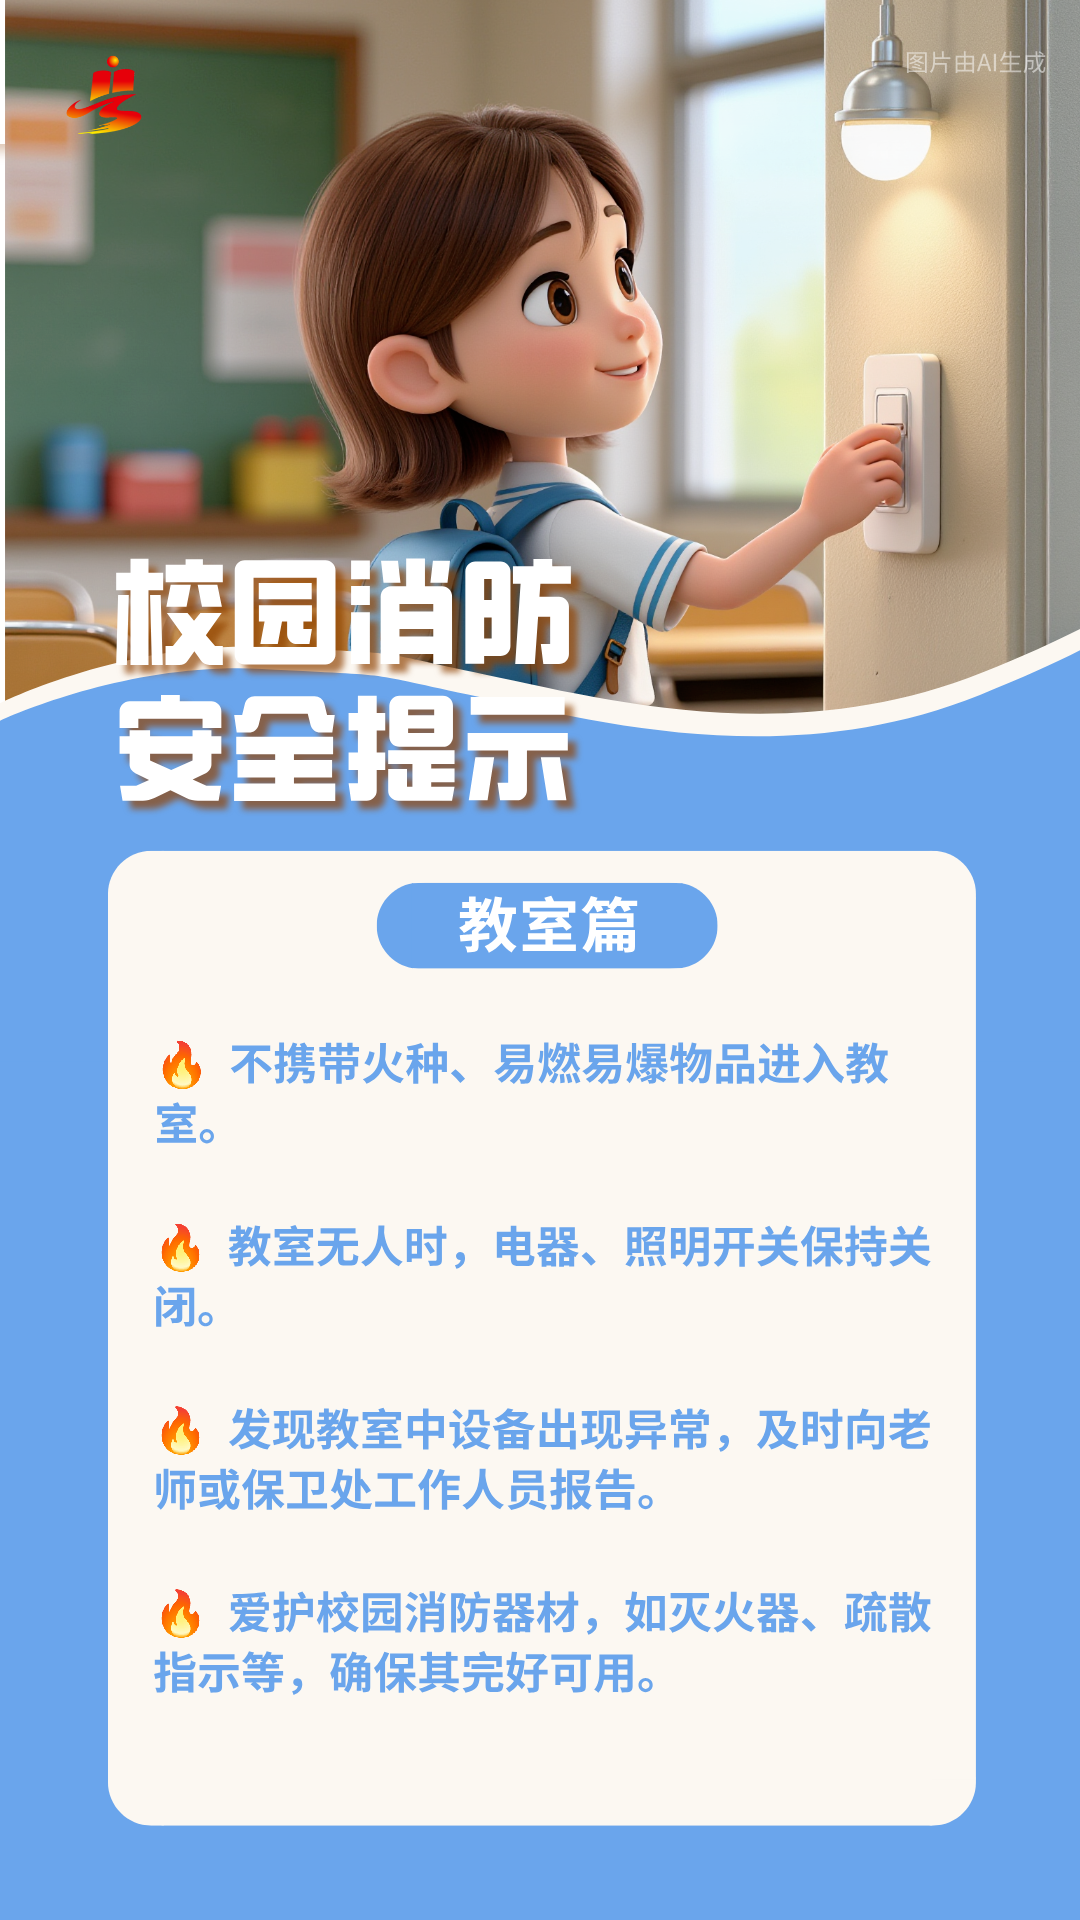 图片由AI生成
校园消防
安全提示
教室篇
🔥 不携带火种、易燃易爆物品进入教
室。
🔥 教室无人时，电器、照明开关保持关
闭。
🔥 发现教室中设备出现异常，及时向老
师或保卫处工作人员报告。
🔥 爱护校园消防器材，如灭火器、疏散
指示等，确保其完好可用。